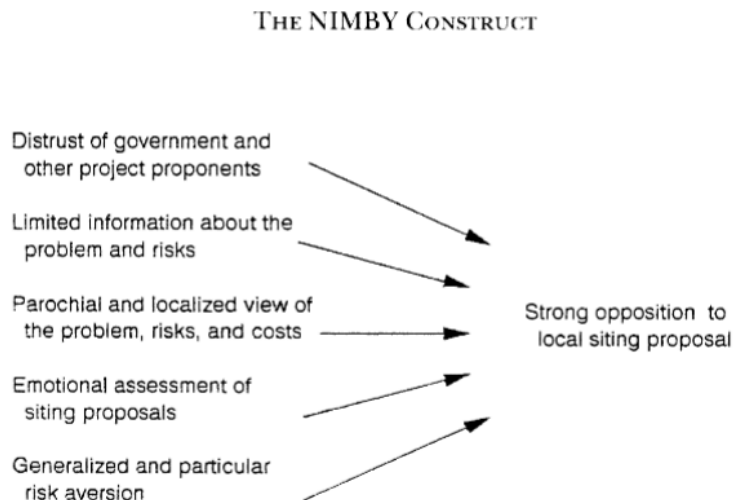 THE NIMBY CONSTRUCT
Distrust of government and
other project proponents
Limited information about the
problem and risks
Parochial and localized view of
the problem, risks, and costs
Emotional assessment of
siting proposals
Generalized and particular
risk aversion
Strong opposition to
local siting proposal